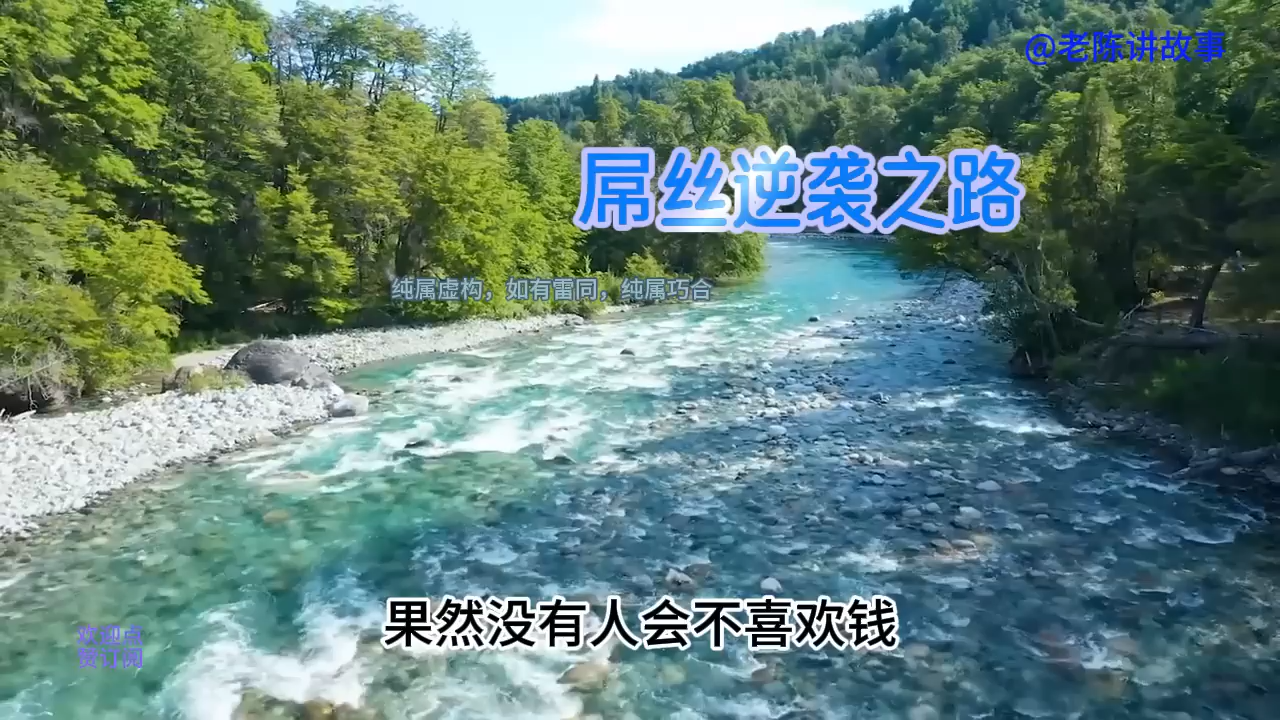 @老陈讲故事
屌丝逆袭之路
纯属虚构，如有雷同，纯属巧合
果然没有人会不喜欢钱
欢迎点
赞订阅